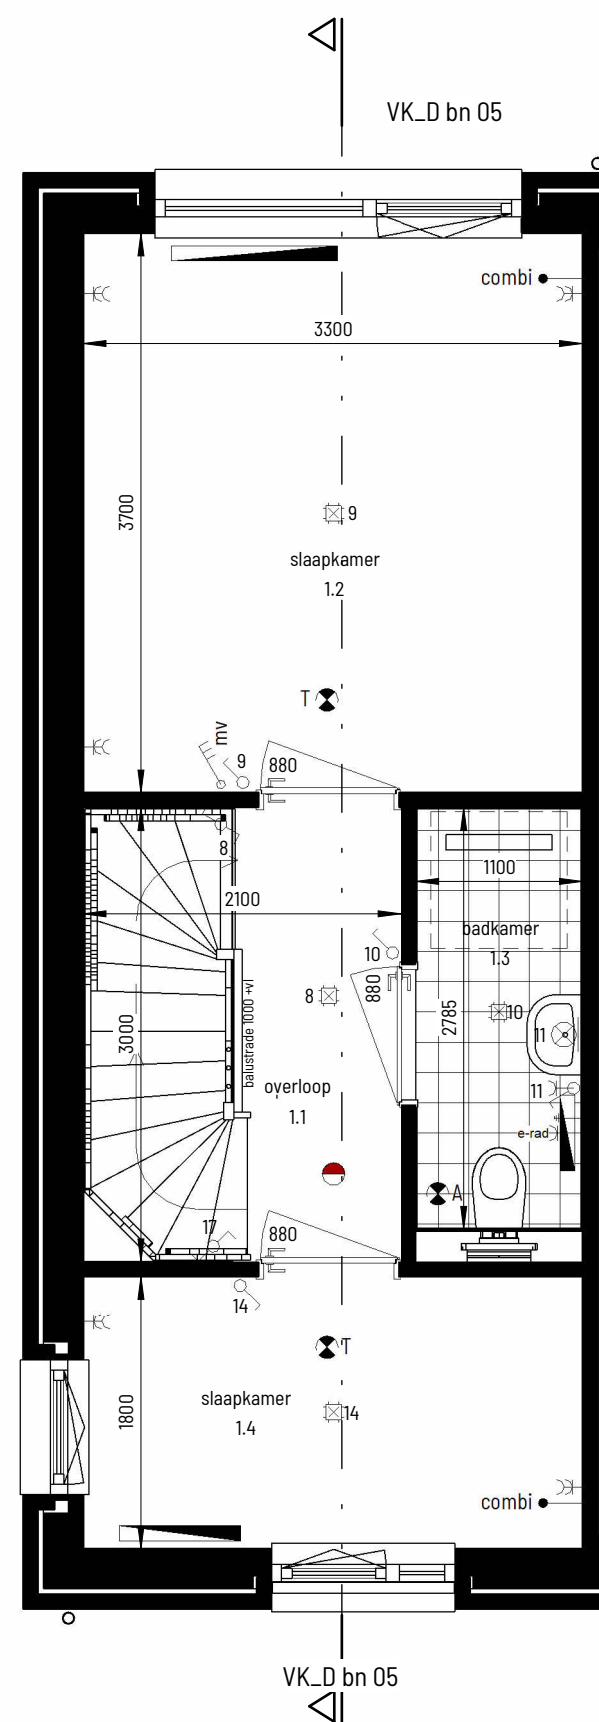 VK_D bn 05
combi
3300
3700
9
slaapkamer
1.2
T
mv
9
880
8
1100
2100
badkamer
1.3
10
880
8
10
2785
11
3000
balustrade 1000 +vl
overloop
1.1
11
e-rad
A
17
880
14
T
slaapkamer
1.4
14
1800
combi
VK_D bn 05